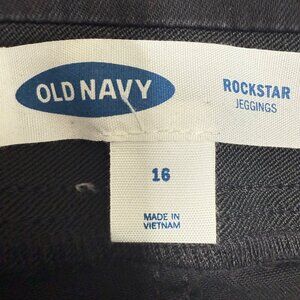 OLD NAVY
ROCKSTAR
JEGGINGS
16
MADE IN
VIETNAM